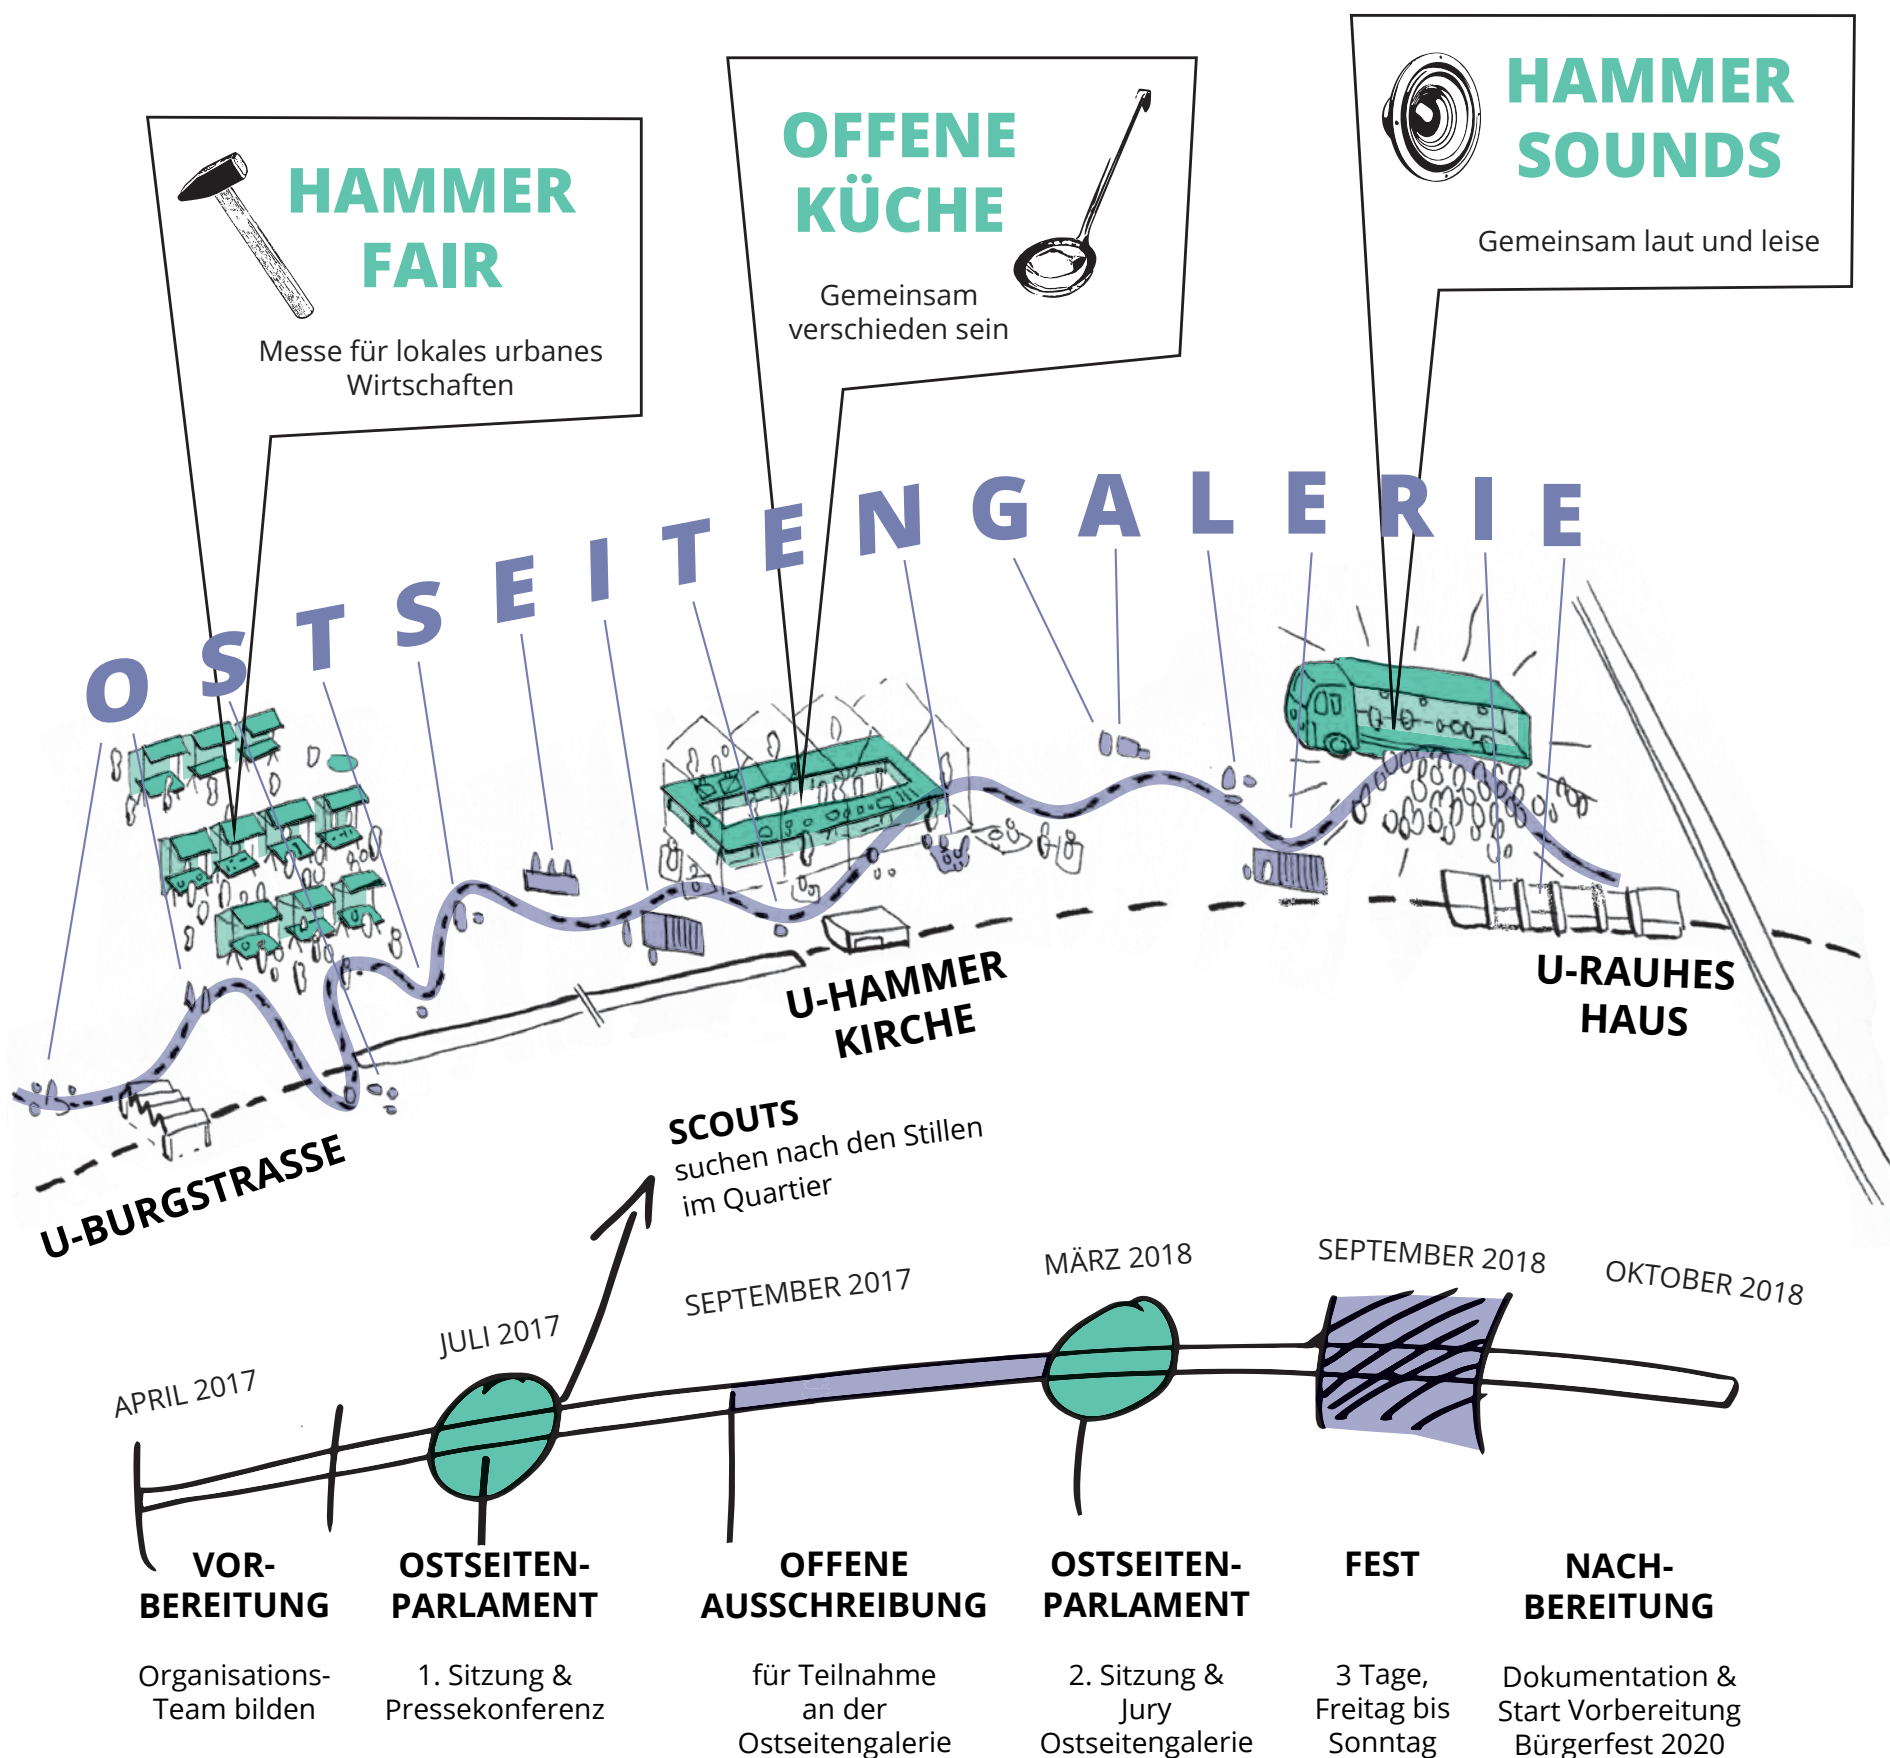 HAMMER
FAIR
Messe für lokales urbanes
Wirtschaften
OFFENE
KÜCHE
Gemeinsam
verschieden sein
HAMMER
SOUNDS
Gemeinsam laut und leise
OSTSEITENGALERIE
U-BURGSTRASSE
U-HAMMER
KIRCHE
U-RAUHES
HAUS
SCOUTS
suchen nach den Stillen
im Quartier
APRIL 2017
JULI 2017
SEPTEMBER 2017
MÄRZ 2018
SEPTEMBER 2018
OKTOBER 2018
VOR-
BEREITUNG
Organisations-
Team bilden
OSTSEITEN-
PARLAMENT
1. Sitzung &
Pressekonferenz
OFFENE
AUSSCHREIBUNG
für Teilnahme
an der
Ostseitengalerie
OSTSEITEN-
PARLAMENT
2. Sitzung &
Jury
Ostseitengalerie
FEST
3 Tage,
Freitag bis
Sonntag
NACH-
BEREITUNG
Dokumentation &
Start Vorbereitung
Bürgerfest 2020